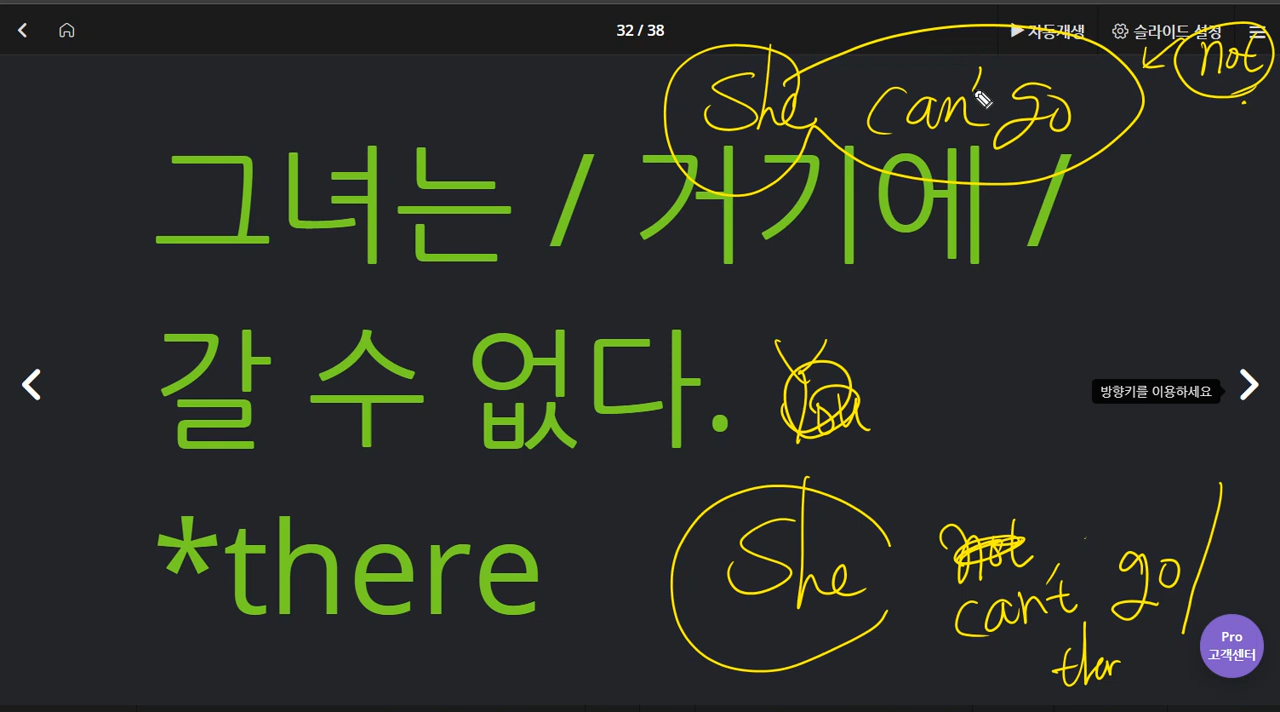 32 / 38
▶ 자동재생
슬라이드 설정
not
She can't go
그녀는 / 거기에 /
갈 수 없다.
You
방향키를 이용하세요
*there
She can't go /
ther
Pro
고객센터